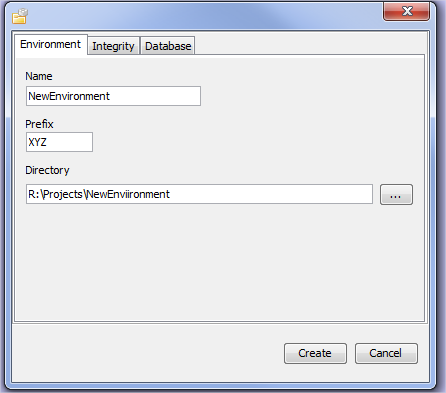 Environment Integrity Database
Name
NewEnvironment
Prefix
XYZ
Directory
R:\Projects\NewEnviironment ...
Create Cancel